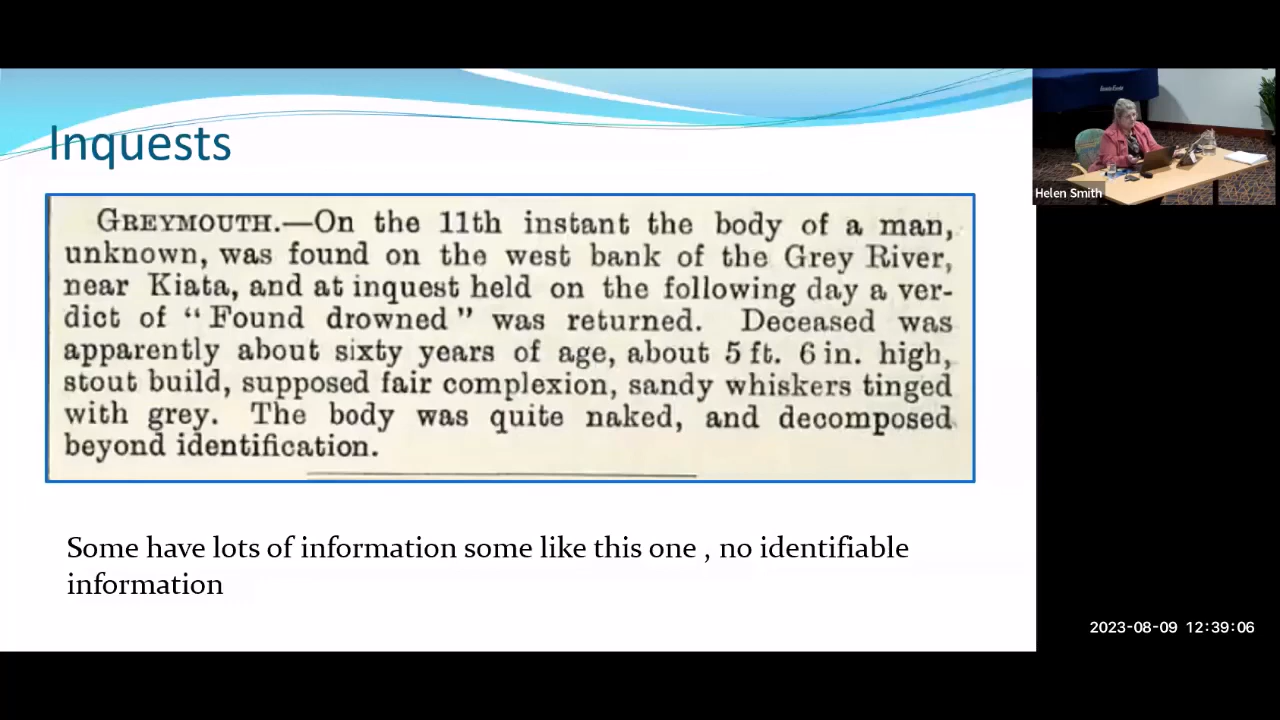 Inquests
GREYMOUTH.—On the 11th instant the body of a man,
unknown, was found on the west bank of the Grey River,
near Kiata, and at inquest held on the following day a ver-
dict of “Found drowned” was returned. Deceased was
apparently about sixty years of age, about 5 ft. 6 in. high,
stout build, supposed fair complexion, sandy whiskers tinged
with grey. The body was quite naked, and decomposed
beyond identification.
Some have lots of information some like this one , no identifiable
information
Helen Smith
2023-08-09 12:39:06